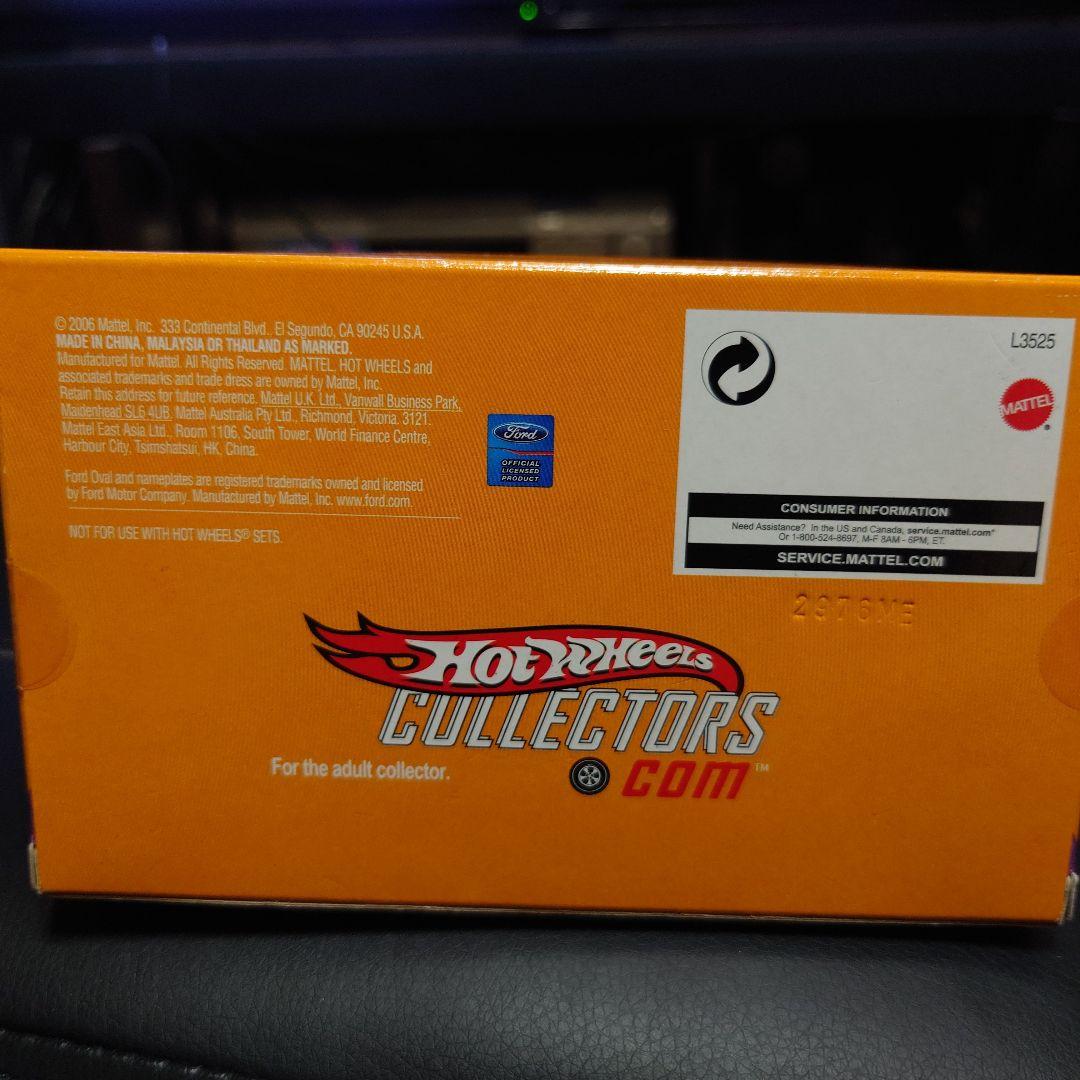 © 2006 Mattel, Inc. 333 Continental Blvd., El Segundo, CA 90245 U.S.A.
MADE IN CHINA, MALAYSIA OR THAILAND AS MARKED.
Manufactured for Mattel. All Rights Reserved. MATTEL, HOT WHEELS and
associated trademarks and trade dress are owned by Mattel, Inc.
Retain this address for future reference. Mattel U.K. Ltd., Vanwall Business Park,
Maidenhead SL6 4UB. Mattel Australia Pty Ltd., Richmond, Victoria. 3121.
Mattel East Asia Ltd., Room 1106, South Tower, World Finance Centre,
Harbour City, Tsimshatsui, HK, China.
Ford Oval and nameplates are registered trademarks owned and licensed
by Ford Motor Company. Manufactured by Mattel, Inc. www.ford.com.
NOT FOR USE WITH HOT WHEELS® SETS.
Ford
OFFICIAL
LICENSED
PRODUCT
L3525
MATTEL
CONSUMER INFORMATION
Need Assistance? In the US and Canada, service.mattel.com*
Or 1-800-524-8697, M-F 8AM - 6PM, ET.
SERVICE.MATTEL.COM
2976ME
Hot Wheels
COLLECTORS
.com™
For the adult collector.